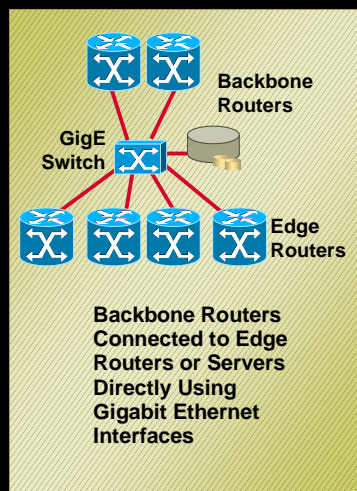 Backbone
Routers
GigE
Switch
Edge
Routers
Backbone Routers
Connected to Edge
Routers or Servers
Directly Using
Gigabit Ethernet
Interfaces